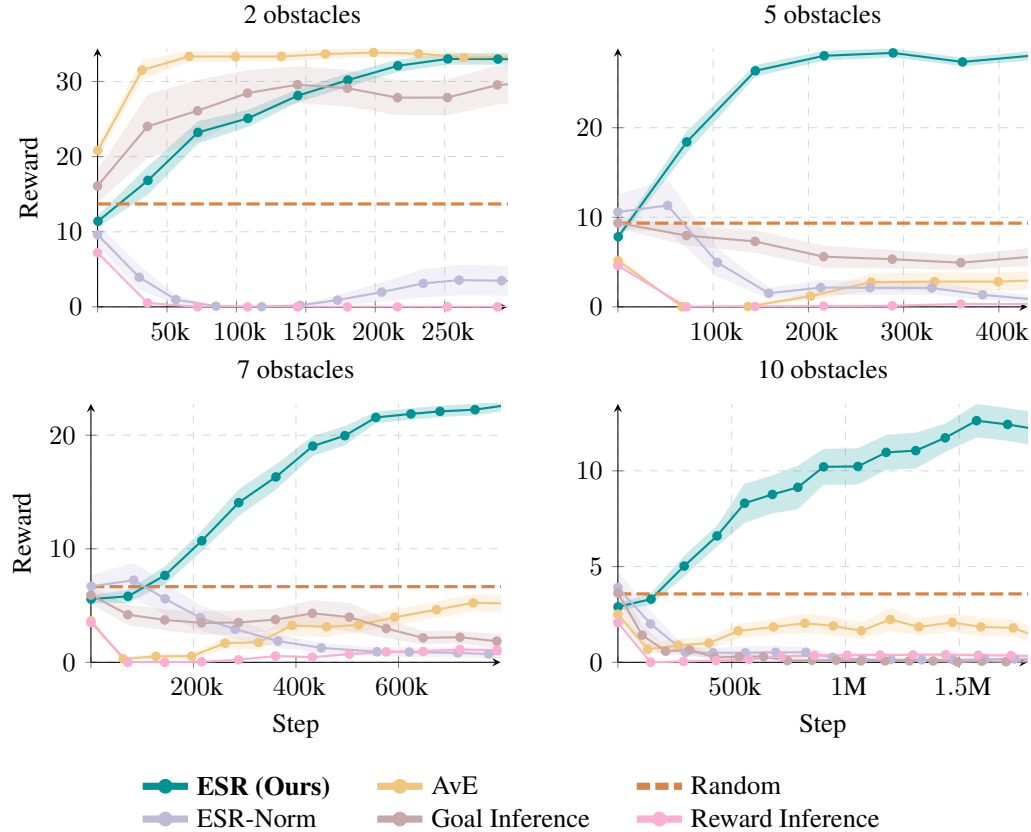 2 obstacles
5 obstacles
30
20
10
0
Reward
50k 100k 150k 200k 250k
20
10
0
100k 200k 300k 400k
7 obstacles
10 obstacles
20
10
0
Reward
200k 400k 600k
Step
10
5
0
500k 1M 1.5M
Step
ESR (Ours) AvE Random
ESR-Norm Goal Inference Reward Inference